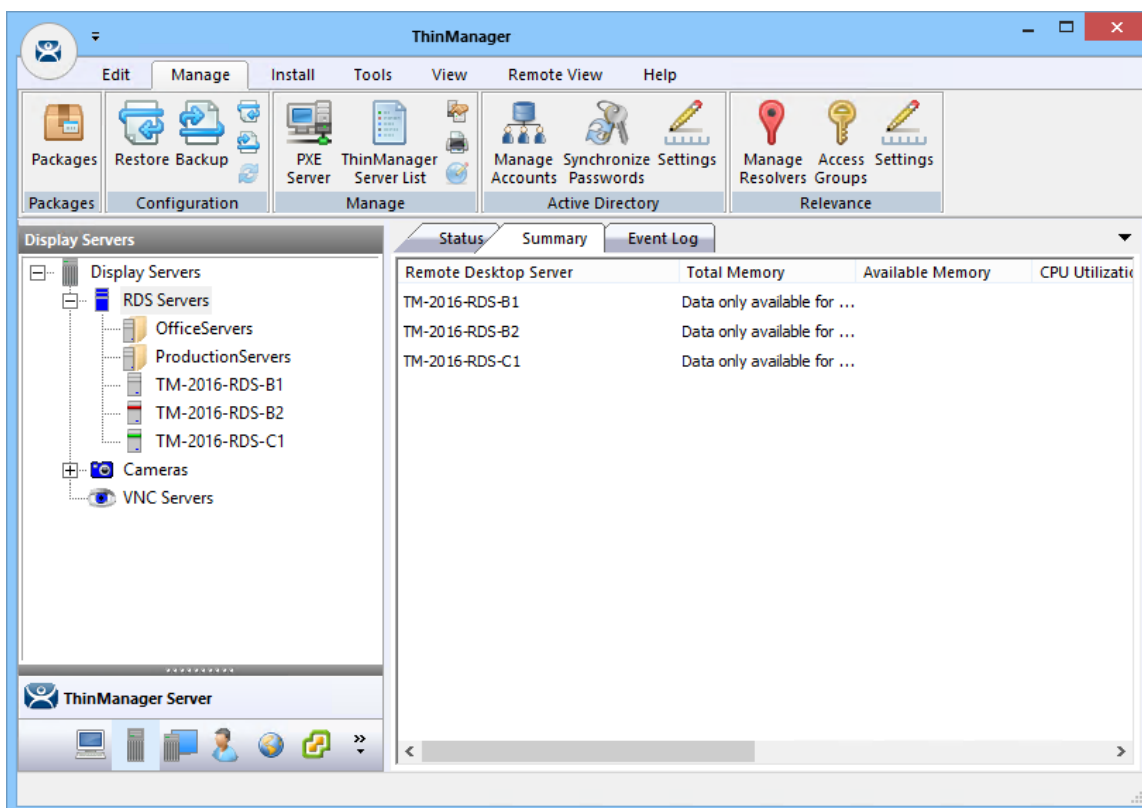 ThinManager
Edit Manage Install Tools View Remote View Help
Packages Restore Backup PXE Server ThinManager Server List Manage Accounts Synchronize Passwords Settings Manage Resolvers Access Groups Settings
Packages Configuration Manage Active Directory Relevance
Display Servers
Status Summary Event Log
Display Servers
RDS Servers
OfficeServers
ProductionServers
TM-2016-RDS-B1
TM-2016-RDS-B2
TM-2016-RDS-C1
Cameras
VNC Servers
Remote Desktop Server Total Memory Available Memory CPU Utilizatio
TM-2016-RDS-B1 Data only available for ...
TM-2016-RDS-B2 Data only available for ...
TM-2016-RDS-C1 Data only available for ...
ThinManager Server